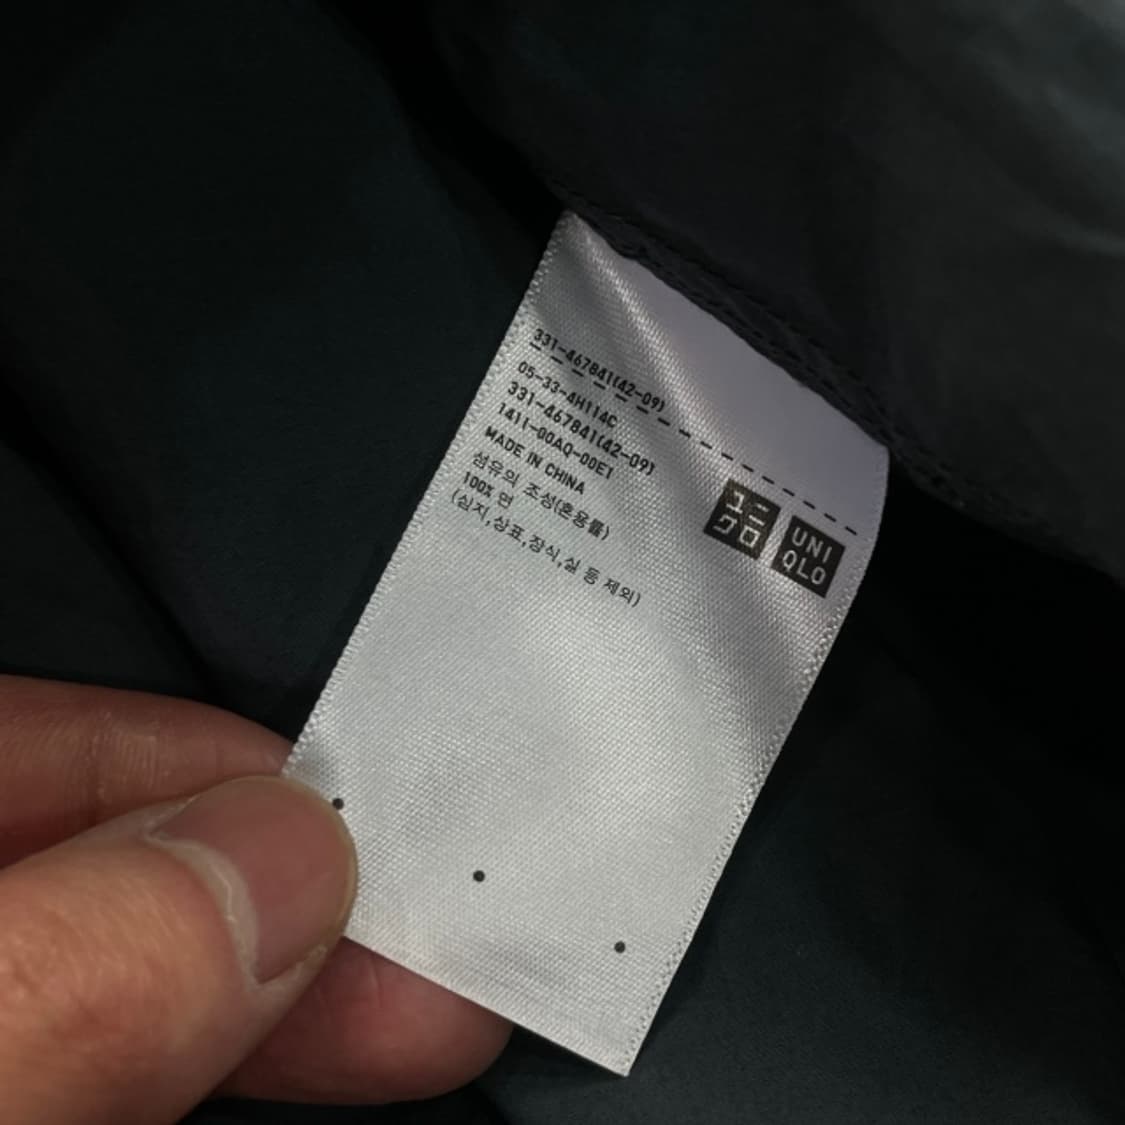 331-467841(42-09)
05-33-4H114C
331-467841(42-09)
1411-00AQ-00E1
MADE IN CHINA
섬유의 조성(혼용률)
100% 면
(심지,상표,장식,실 등 제외)
ユニ
クロ
UNI
QLO